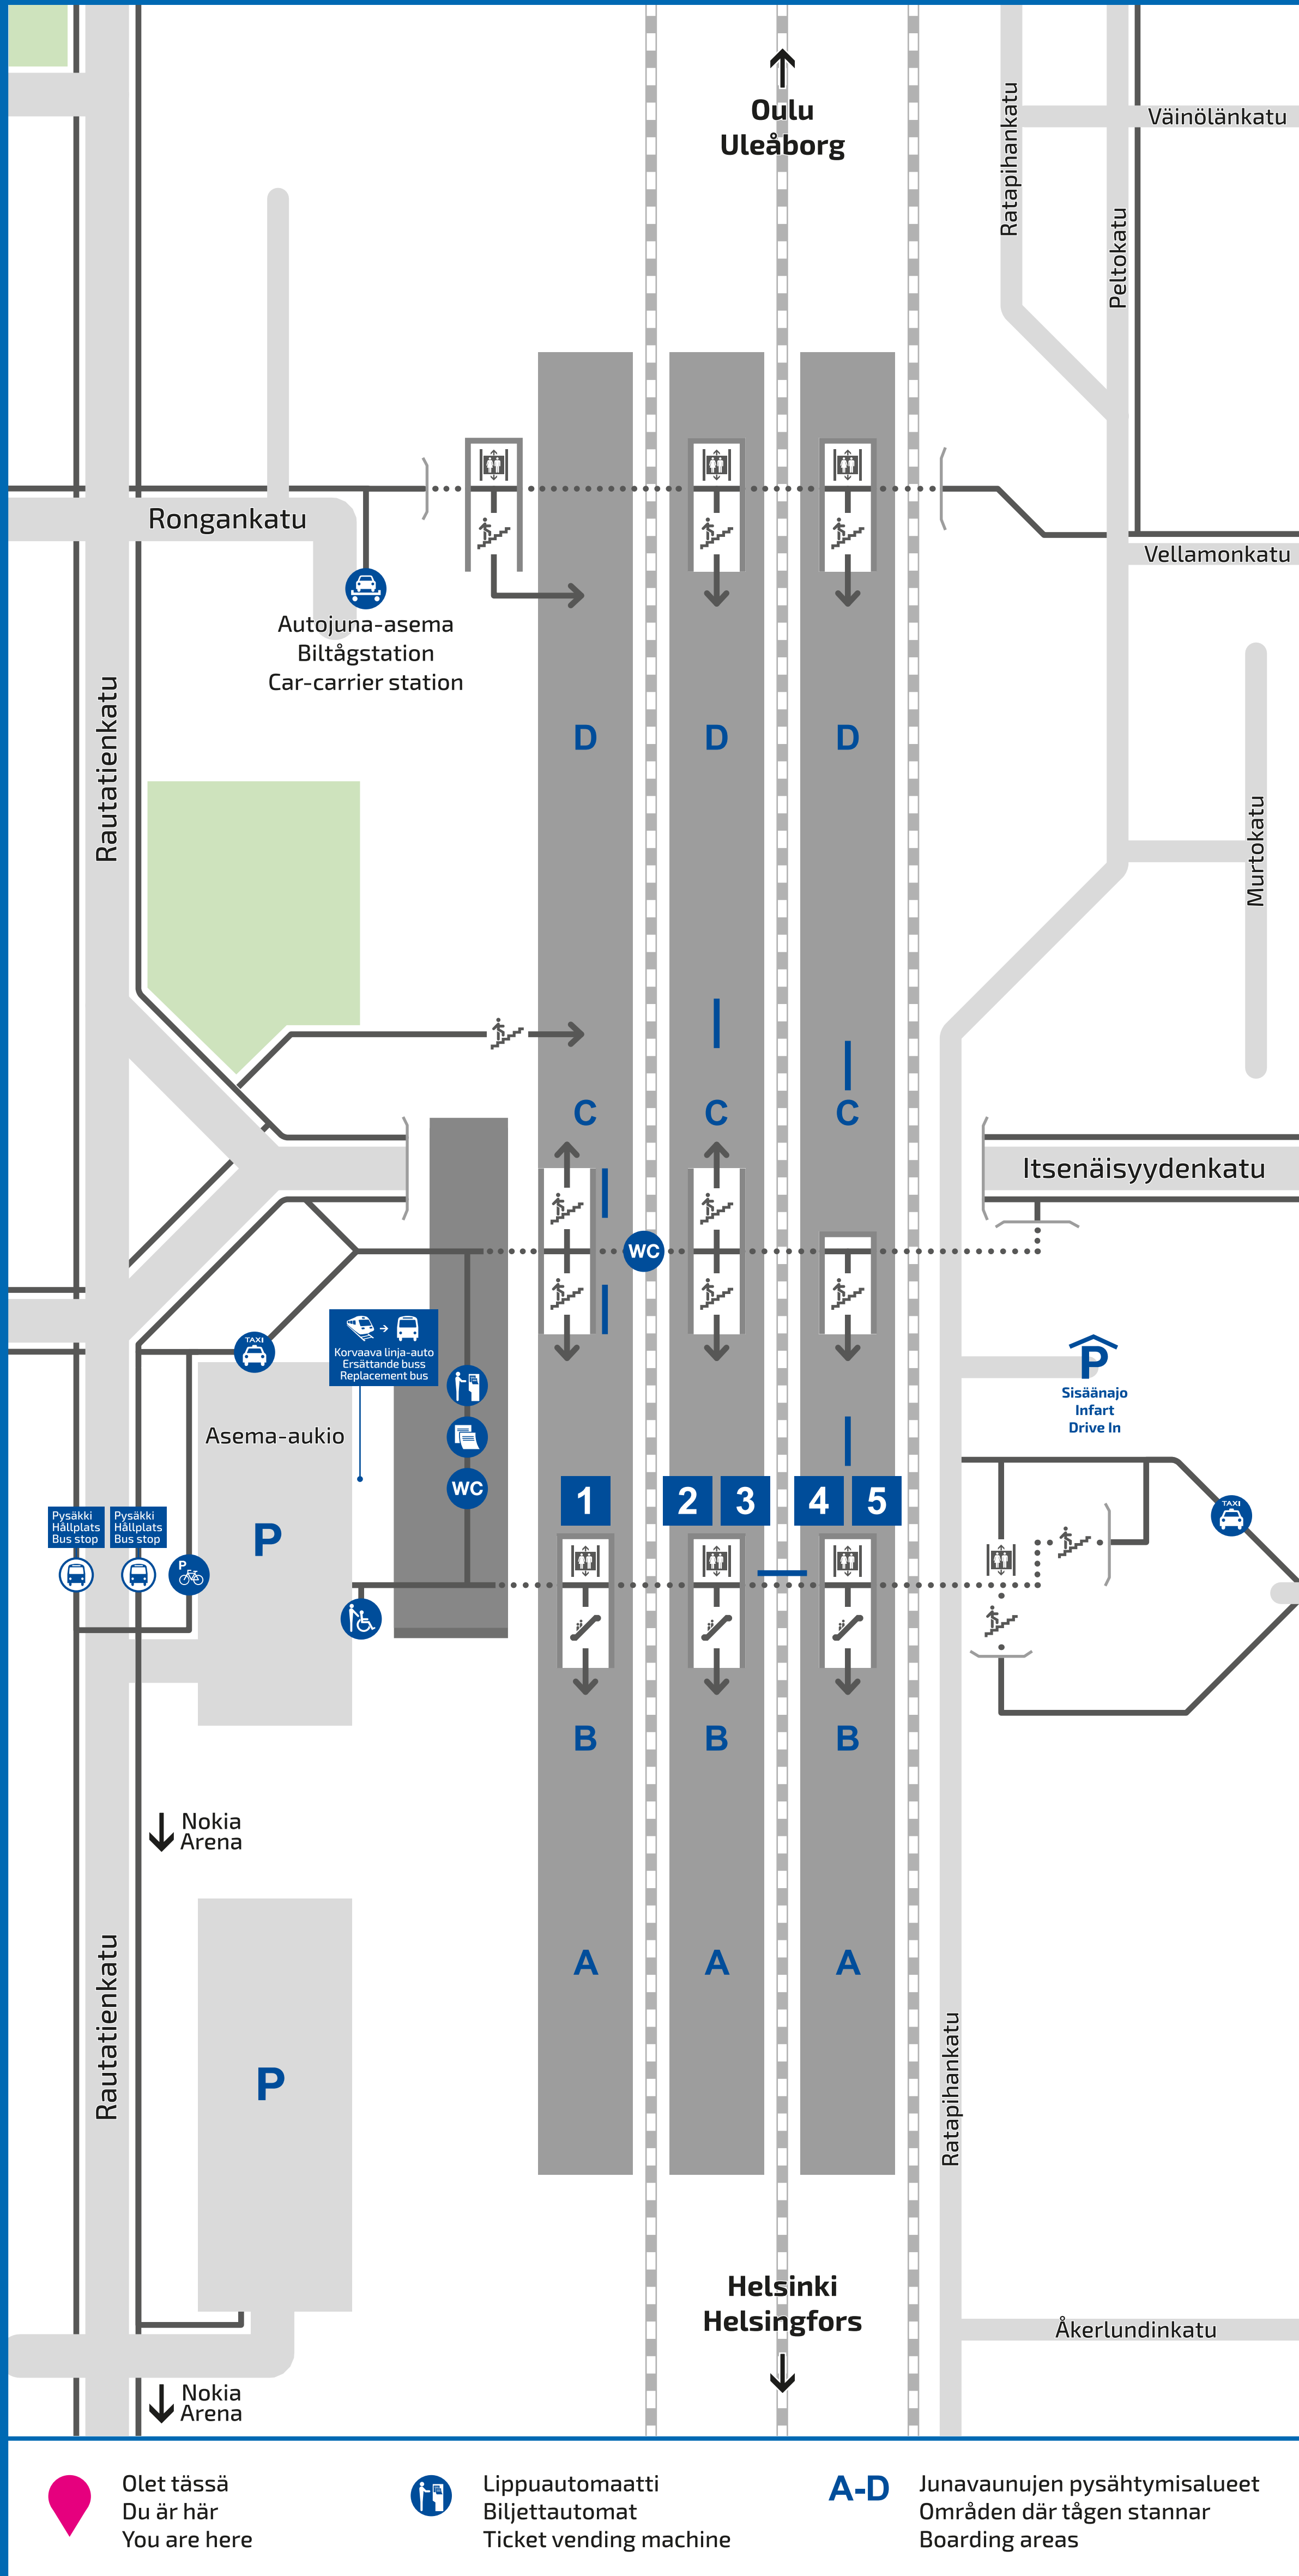 Oulu
Uleåborg
Ratapihankatu
Väinölänkatu
Peltokatu
Rongankatu
Vellamonkatu
Autojuna-asema
Biltågstation
Car-carrier station
Rautatienkatu
D
D
D
Murtokatu
C
C
C
Itsenäisyydenkatu
WC
TAXI
Korvaava linja-auto
Ersättande buss
Replacement bus
P
Sisäänajo
Infart
Drive In
Asema-aukio
WC
1
2
3
4
5
TAXI
Pysäkki
Hållplats
Bus stop
Pysäkki
Hållplats
Bus stop
P
P
B
B
B
Nokia
Arena
A
A
A
Rautatienkatu
P
Ratapihankatu
Helsinki
Helsingfors
Åkerlundinkatu
Nokia
Arena
Olet tässä
Du är här
You are here
Lippuautomaatti
Biljettautomat
Ticket vending machine
A-D
Junavaunujen pysähtymisalueet
Områden där tågen stannar
Boarding areas